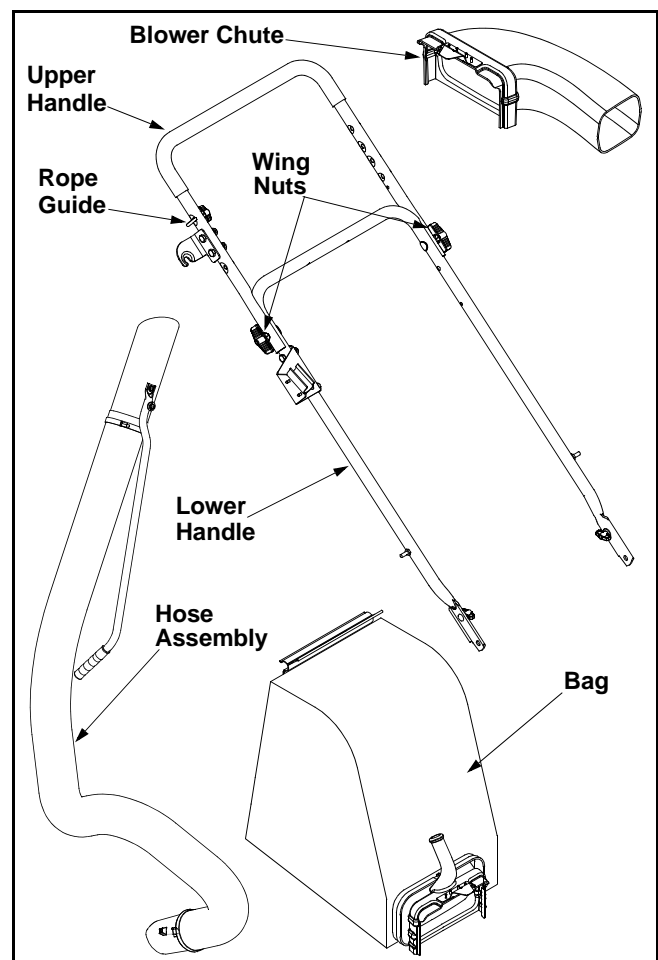 Blower Chute
Upper
Handle
Rope
Guide
Wing
Nuts
Lower
Handle
Hose
Assembly
Bag